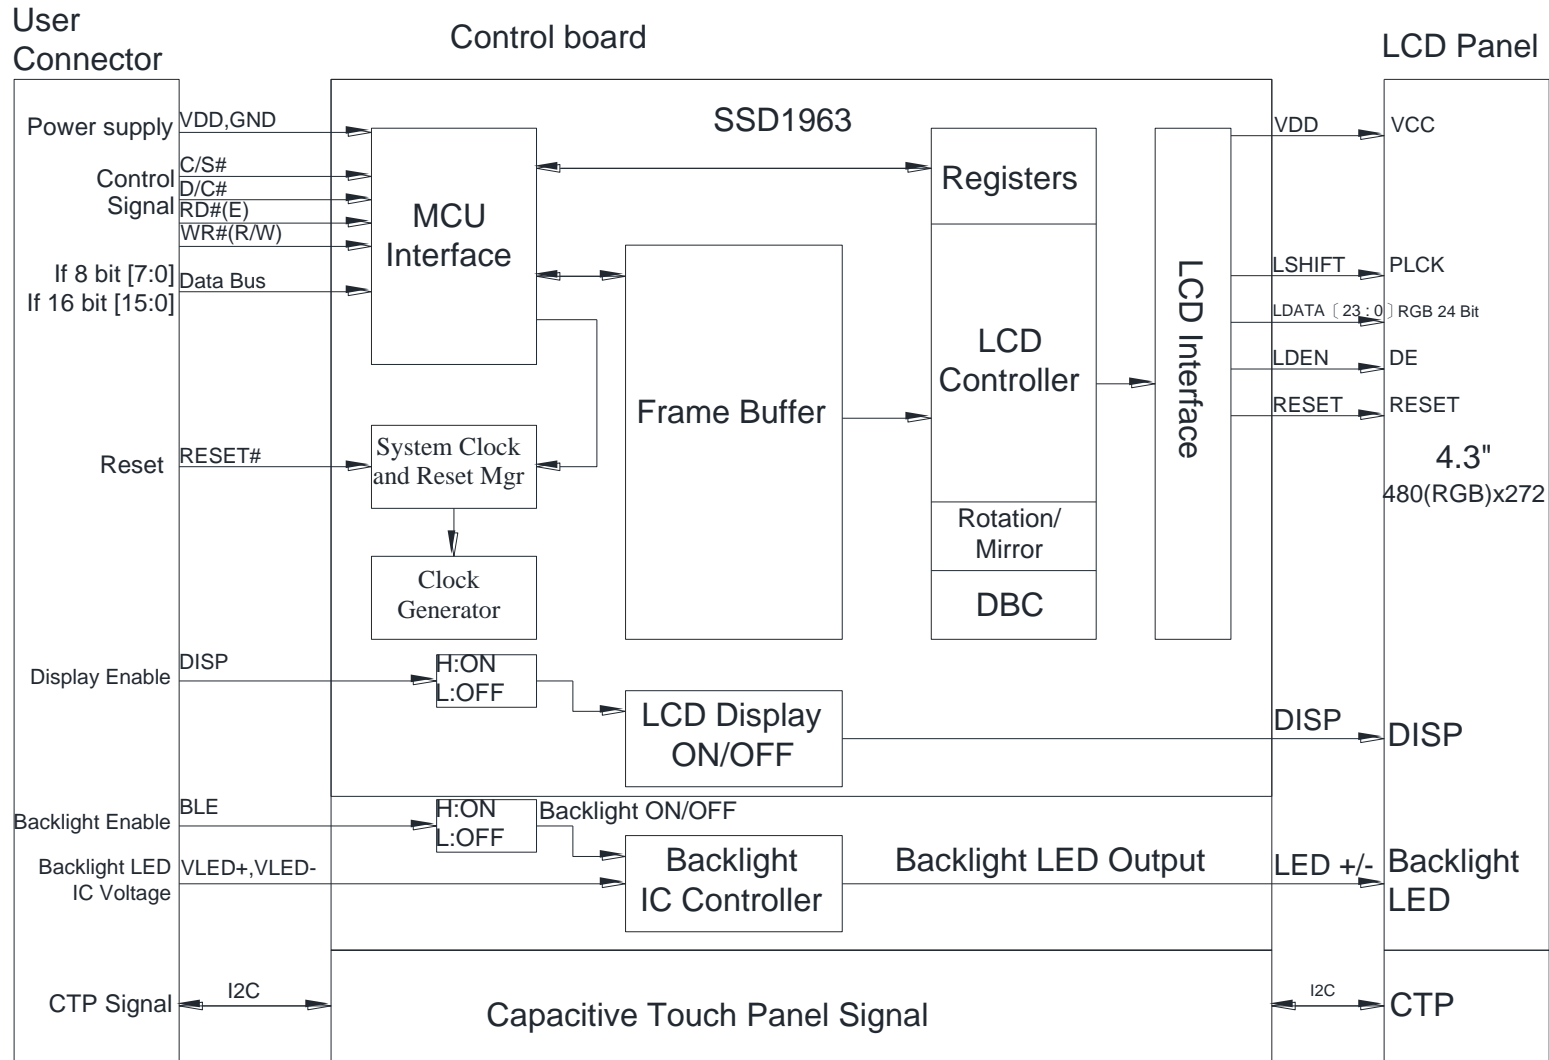 User
Connector
Control board
LCD Panel
Power supply
VDD,GND
Control
Signal
C/S#
D/C#
RD#(E)
WR#(R/W)
If 8 bit [7:0]
If 16 bit [15:0]
Data Bus
Reset
RESET#
Display Enable
DISP
Backlight Enable
BLE
Backlight LED
IC Voltage
VLED+,VLED-
CTP Signal
I2C
SSD1963
MCU
Interface
System Clock
and Reset Mgr
Clock
Generator
Frame Buffer
Registers
LCD
Controller
Rotation/
Mirror
DBC
LCD Interface
H:ON
L:OFF
LCD Display
ON/OFF
H:ON
L:OFF
Backlight ON/OFF
Backlight
IC Controller
Backlight LED Output
Capacitive Touch Panel Signal
VDD
VCC
LSHIFT
PLCK
LDATA〔23:0〕RGB 24 Bit
LDEN
DE
RESET
RESET
4.3"
480(RGB)x272
DISP
DISP
LED +/-
Backlight
LED
I2C
CTP